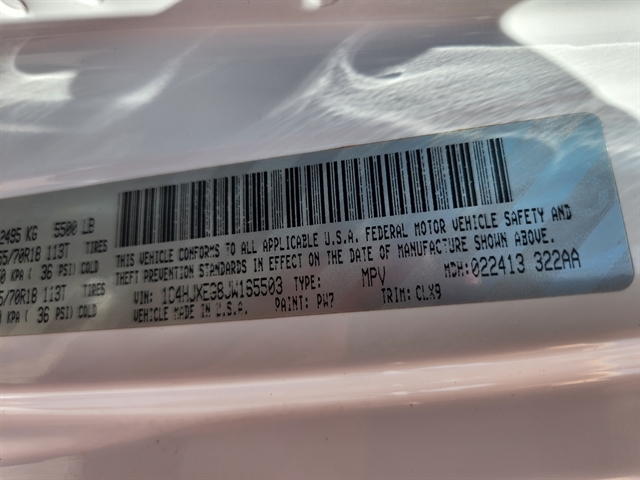 2495 KG 5500 LB
5/70R18 113T TIRES
0 KPA ( 36 PSI) COLD
5/70R18 113T TIRES
KPA ( 36 PSI) COLD
THIS VEHICLE CONFORMS TO ALL APPLICABLE
U.S.A. FEDERAL MOTOR VEHICLE SAFETY AND
THEFT PREVENTION STANDARDS IN EFFECT
ON THE DATE OF MANUFACTURE SHOWN ABOVE.
VIN: 1C4HJXEG8JW165503 TYPE: MPV MDH:022413 322AA
VEHICLE MADE IN U.S.A. PAINT: PW7 TRIM: CLX9